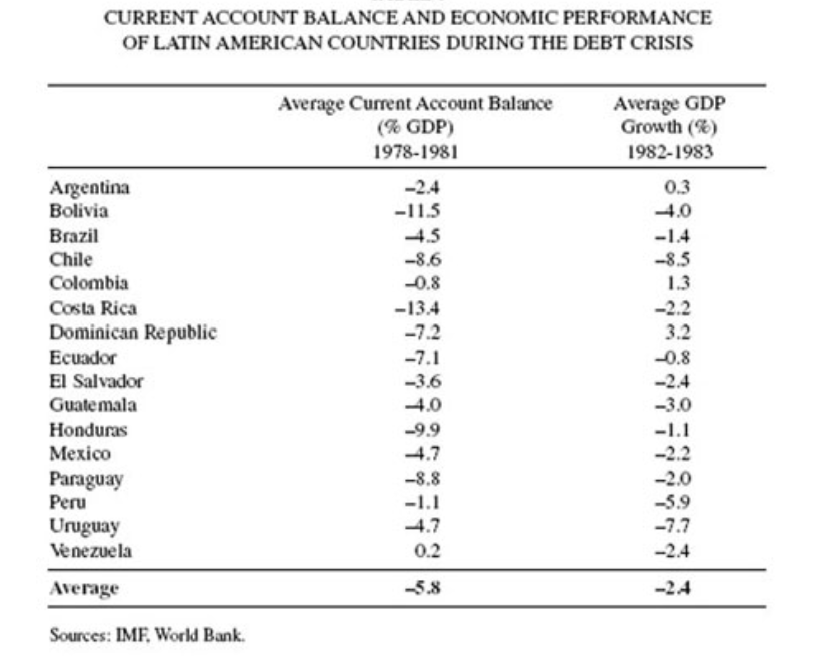 CURRENT ACCOUNT BALANCE AND ECONOMIC PERFORMANCE
OF LATIN AMERICAN COUNTRIES DURING THE DEBT CRISIS
Average Current Account Balance Average GDP
(% GDP) Growth (%)
1978-1981 1982-1983
Argentina –2.4 0.3
Bolivia –11.5 –4.0
Brazil –4.5 –1.4
Chile –8.6 –8.5
Colombia –0.8 1.3
Costa Rica –13.4 –2.2
Dominican Republic –7.2 3.2
Ecuador –7.1 –0.8
El Salvador –3.6 –2.4
Guatemala –4.0 –3.0
Honduras –9.9 –1.1
Mexico –4.7 –2.2
Paraguay –8.8 –2.0
Peru –1.1 –5.9
Uruguay –4.7 –7.7
Venezuela 0.2 –2.4
Average –5.8 –2.4
Sources: IMF, World Bank.